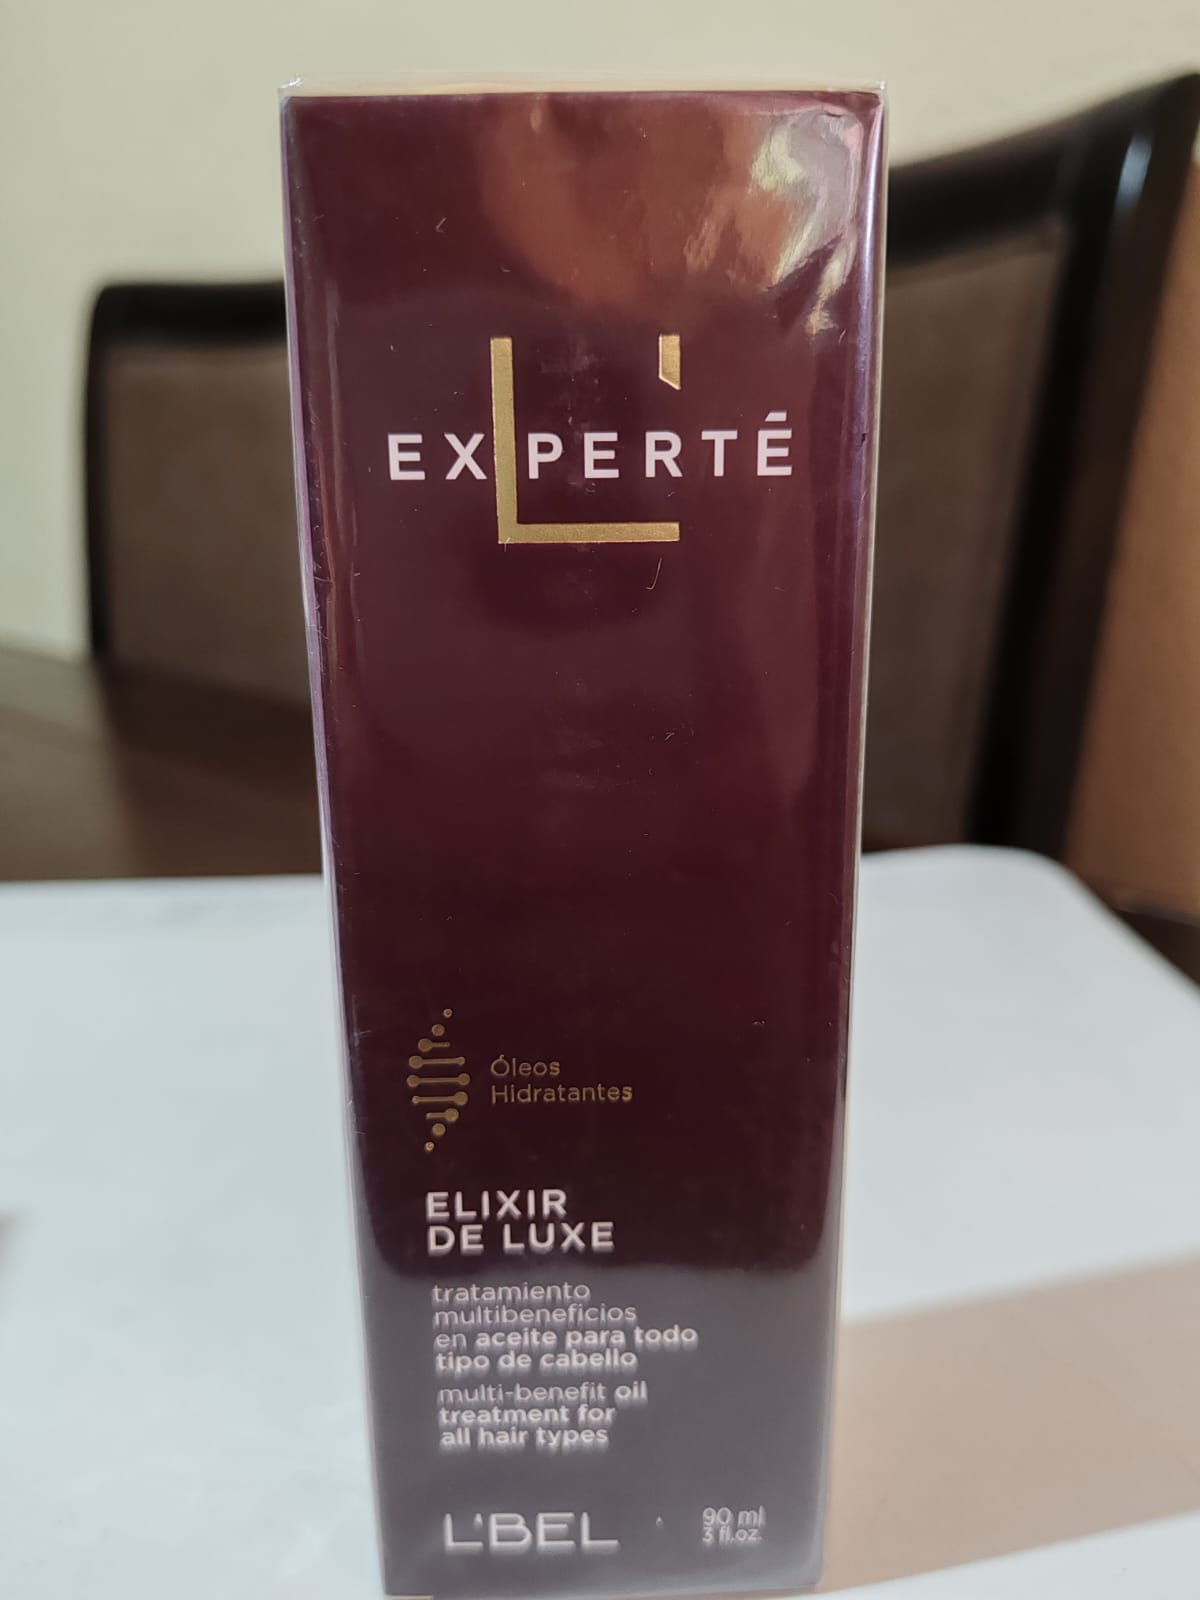 L'
EXPERTÉ
Óleos
Hidratantes
ELIXIR
DE LUXE
tratamiento
multibeneficios
en aceite para todo
tipo de cabello
multi-benefit oil
treatment for
all hair types
L'BEL
90 ml
3 fl.oz.